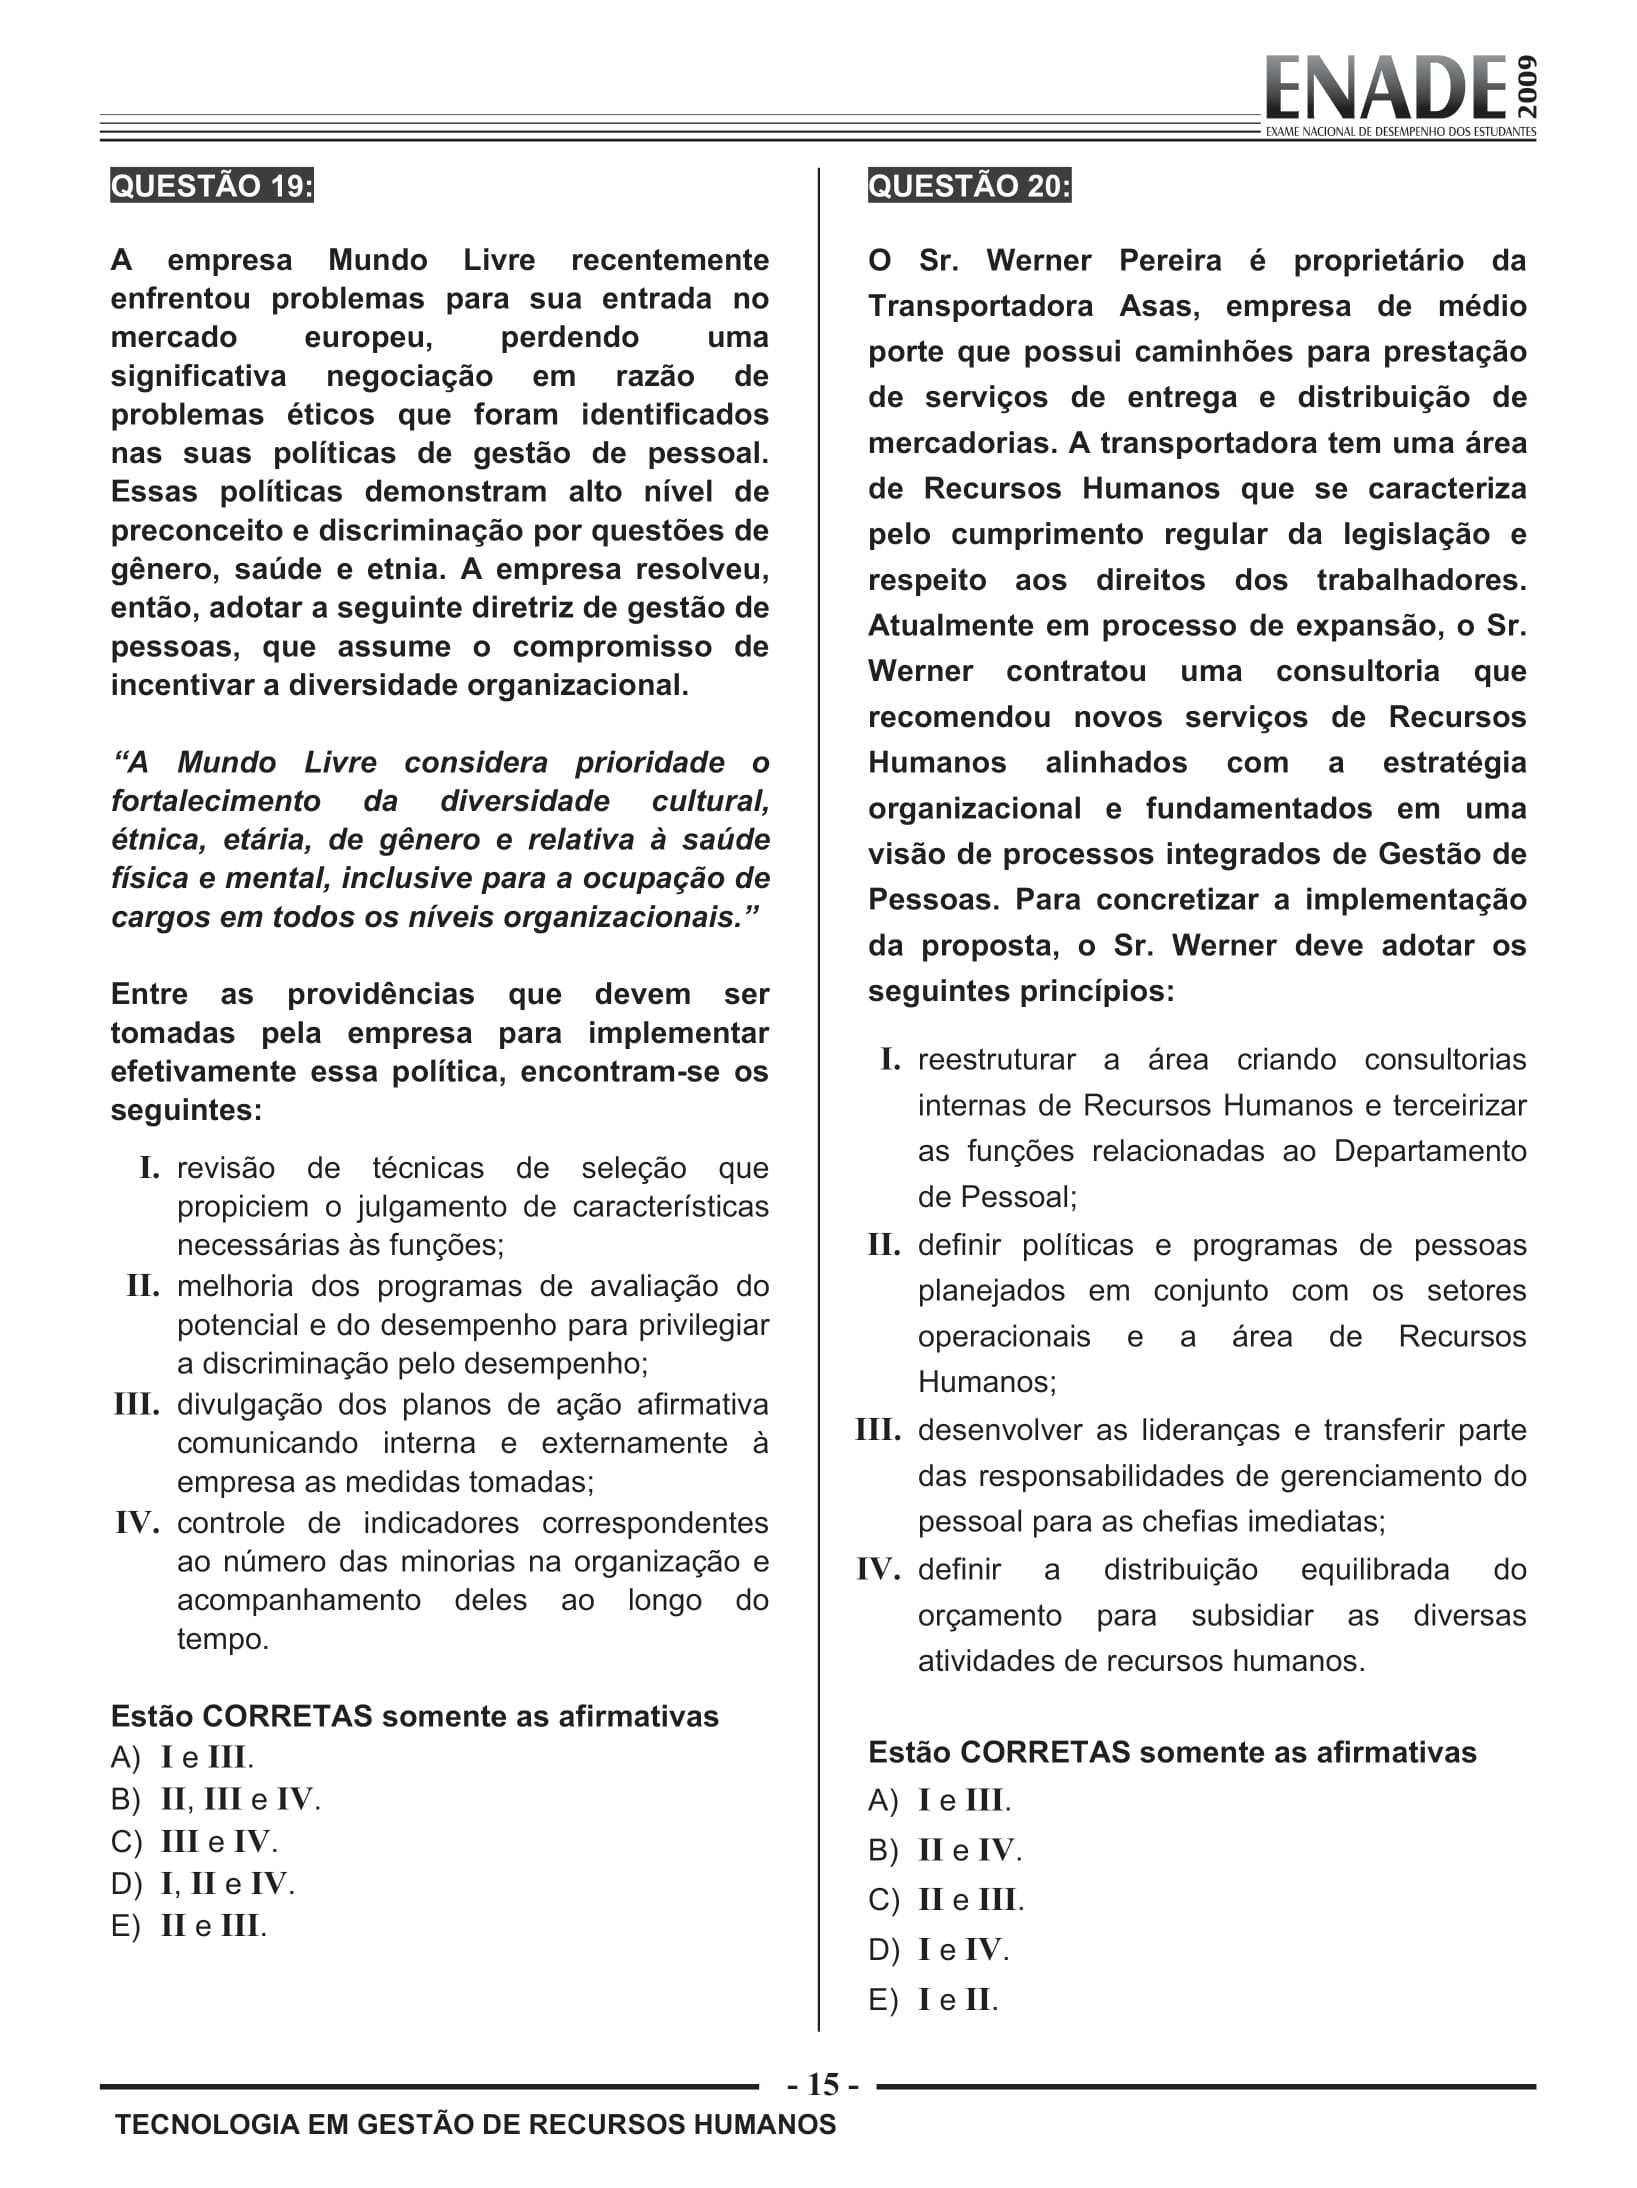 ENADE 2009
EXAME NACIONAL DE DESEMPENHO DOS ESTUDANTES
QUESTÃO 19:
A empresa Mundo Livre recentemente
enfrentou problemas para sua entrada no
mercado europeu, perdendo uma
significativa negociação em razão de
problemas éticos que foram identificados
nas suas políticas de gestão de pessoal.
Essas políticas demonstram alto nível de
preconceito e discriminação por questões de
gênero, saúde e etnia. A empresa resolveu,
então, adotar a seguinte diretriz de gestão de
pessoas, que assume o compromisso de
incentivar a diversidade organizacional.
“A Mundo Livre considera prioridade o
fortalecimento da diversidade cultural,
étnica, etária, de gênero e relativa à saúde
física e mental, inclusive para a ocupação de
cargos em todos os níveis organizacionais.”
Entre as providências que devem ser
tomadas pela empresa para implementar
efetivamente essa política, encontram-se os
seguintes:
I. revisão de técnicas de seleção que
propiciem o julgamento de características
necessárias às funções;
II. melhoria dos programas de avaliação do
potencial e do desempenho para privilegiar
a discriminação pelo desempenho;
III. divulgação dos planos de ação afirmativa
comunicando interna e externamente à
empresa as medidas tomadas;
IV. controle de indicadores correspondentes
ao número das minorias na organização e
acompanhamento deles ao longo do
tempo.
Estão CORRETAS somente as afirmativas
A) I e III.
B) II, III e IV.
C) III e IV.
D) I, II e IV.
E) II e III.
QUESTÃO 20:
O Sr. Werner Pereira é proprietário da
Transportadora Asas, empresa de médio
porte que possui caminhões para prestação
de serviços de entrega e distribuição de
mercadorias. A transportadora tem uma área
de Recursos Humanos que se caracteriza
pelo cumprimento regular da legislação e
respeito aos direitos dos trabalhadores.
Atualmente em processo de expansão, o Sr.
Werner contratou uma consultoria que
recomendou novos serviços de Recursos
Humanos alinhados com a estratégia
organizacional e fundamentados em uma
visão de processos integrados de Gestão de
Pessoas. Para concretizar a implementação
da proposta, o Sr. Werner deve adotar os
seguintes princípios:
I. reestruturar a área criando consultorias
internas de Recursos Humanos e terceirizar
as funções relacionadas ao Departamento
de Pessoal;
II. definir políticas e programas de pessoas
planejados em conjunto com os setores
operacionais e a área de Recursos
Humanos;
III. desenvolver as lideranças e transferir parte
das responsabilidades de gerenciamento do
pessoal para as chefias imediatas;
IV. definir a distribuição equilibrada do
orçamento para subsidiar as diversas
atividades de recursos humanos.
Estão CORRETAS somente as afirmativas
A) I e III.
B) II e IV.
C) II e III.
D) I e IV.
E) I e II.
- 15 -
TECNOLOGIA EM GESTÃO DE RECURSOS HUMANOS